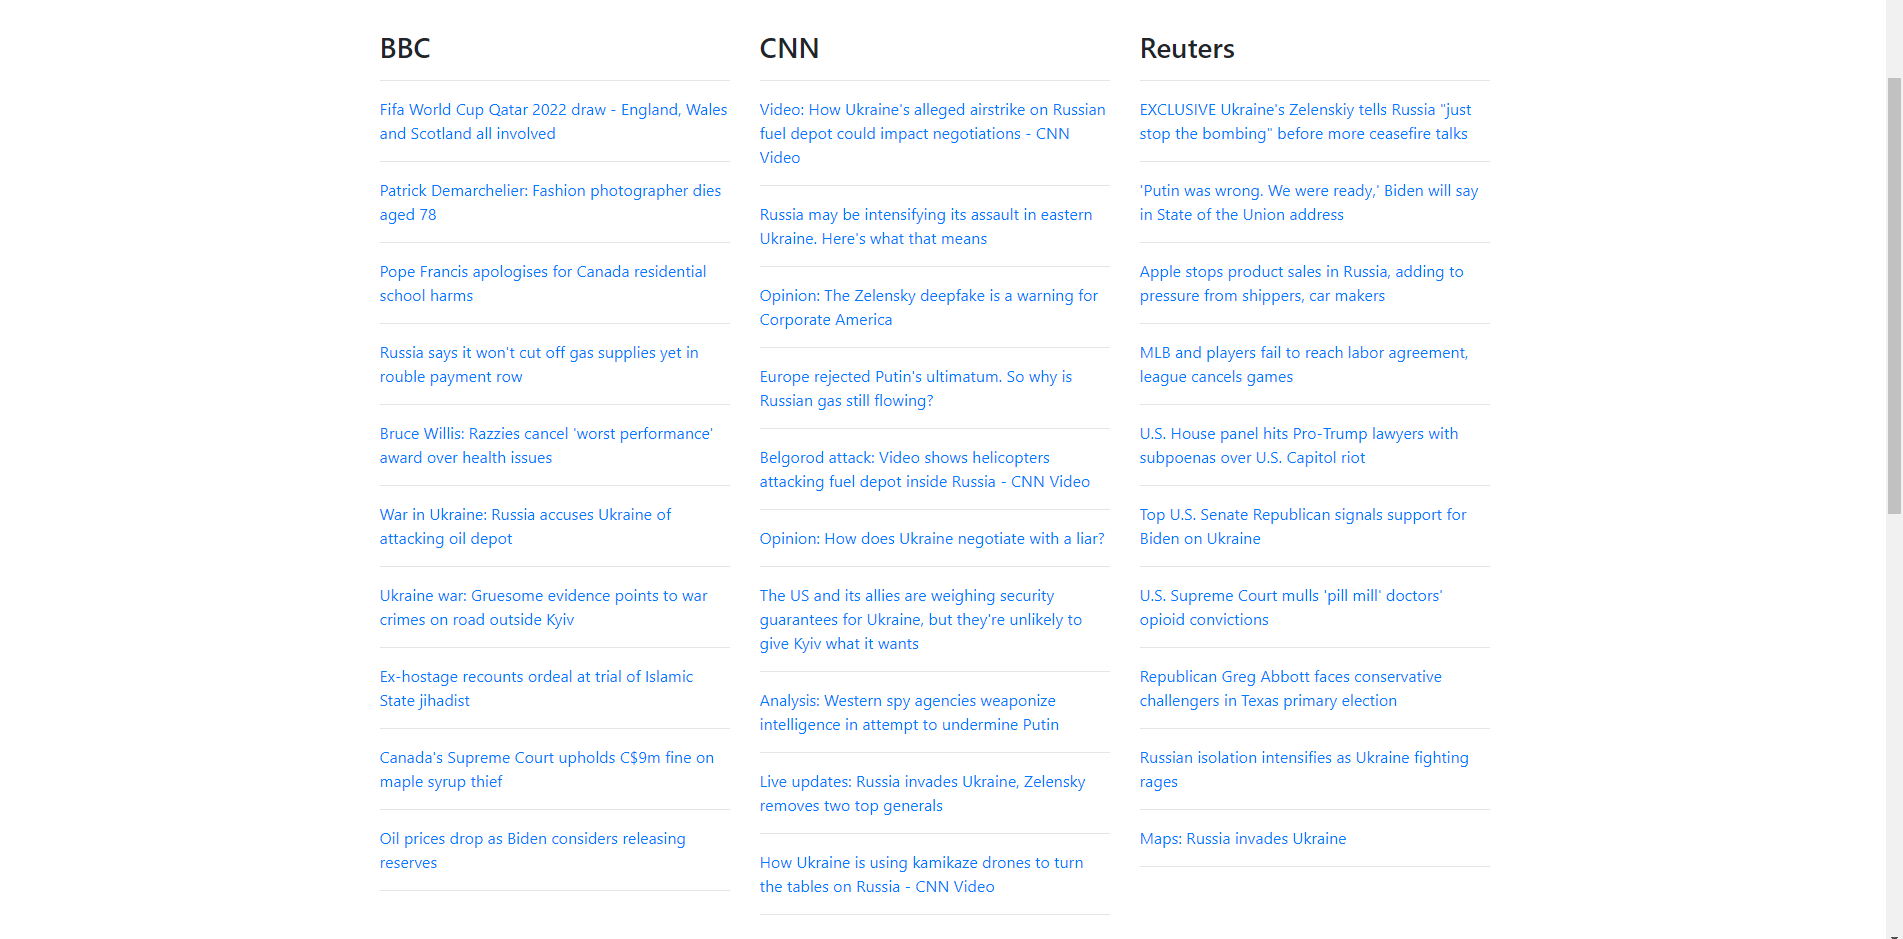 BBC
Fifa World Cup Qatar 2022 draw - England, Wales
and Scotland all involved
Patrick Demarchelier: Fashion photographer dies
aged 78
Pope Francis apologises for Canada residential
school harms
Russia says it won't cut off gas supplies yet in
rouble payment row
Bruce Willis: Razzies cancel 'worst performance'
award over health issues
War in Ukraine: Russia accuses Ukraine of
attacking oil depot
Ukraine war: Gruesome evidence points to war
crimes on road outside Kyiv
Ex-hostage recounts ordeal at trial of Islamic
State jihadist
Canada's Supreme Court upholds C$9m fine on
maple syrup thief
Oil prices drop as Biden considers releasing
reserves
CNN
Video: How Ukraine's alleged airstrike on Russian
fuel depot could impact negotiations - CNN
Video
Russia may be intensifying its assault in eastern
Ukraine. Here's what that means
Opinion: The Zelensky deepfake is a warning for
Corporate America
Europe rejected Putin's ultimatum. So why is
Russian gas still flowing?
Belgorod attack: Video shows helicopters
attacking fuel depot inside Russia - CNN Video
Opinion: How does Ukraine negotiate with a liar?
The US and its allies are weighing security
guarantees for Ukraine, but they're unlikely to
give Kyiv what it wants
Analysis: Western spy agencies weaponize
intelligence in attempt to undermine Putin
Live updates: Russia invades Ukraine, Zelensky
removes two top generals
How Ukraine is using kamikaze drones to turn
the tables on Russia - CNN Video
Reuters
EXCLUSIVE Ukraine's Zelenskiy tells Russia "just
stop the bombing" before more ceasefire talks
'Putin was wrong. We were ready,' Biden will say
in State of the Union address
Apple stops product sales in Russia, adding to
pressure from shippers, car makers
MLB and players fail to reach labor agreement,
league cancels games
U.S. House panel hits Pro-Trump lawyers with
subpoenas over U.S. Capitol riot
Top U.S. Senate Republican signals support for
Biden on Ukraine
U.S. Supreme Court mulls 'pill mill' doctors'
opioid convictions
Republican Greg Abbott faces conservative
challengers in Texas primary election
Russian isolation intensifies as Ukraine fighting
rages
Maps: Russia invades Ukraine